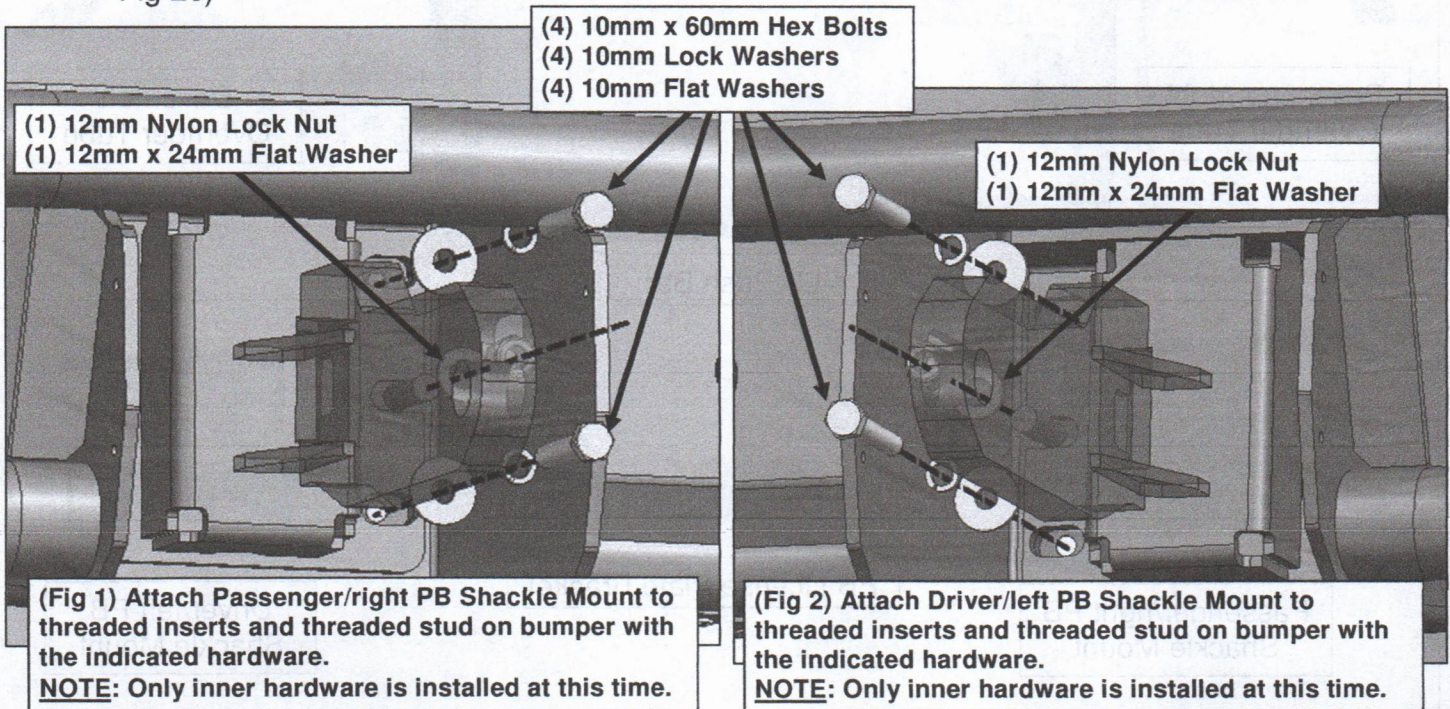 Fig 20)
(4) 10mm x 60mm Hex Bolts
(4) 10mm Lock Washers
(4) 10mm Flat Washers
(1) 12mm Nylon Lock Nut
(1) 12mm x 24mm Flat Washer
(1) 12mm Nylon Lock Nut
(1) 12mm x 24mm Flat Washer
(Fig 1) Attach Passenger/right PB Shackle Mount to
threaded inserts and threaded stud on bumper with
the indicated hardware.
NOTE: Only inner hardware is installed at this time.
(Fig 2) Attach Driver/left PB Shackle Mount to
threaded inserts and threaded stud on bumper with
the indicated hardware.
NOTE: Only inner hardware is installed at this time.